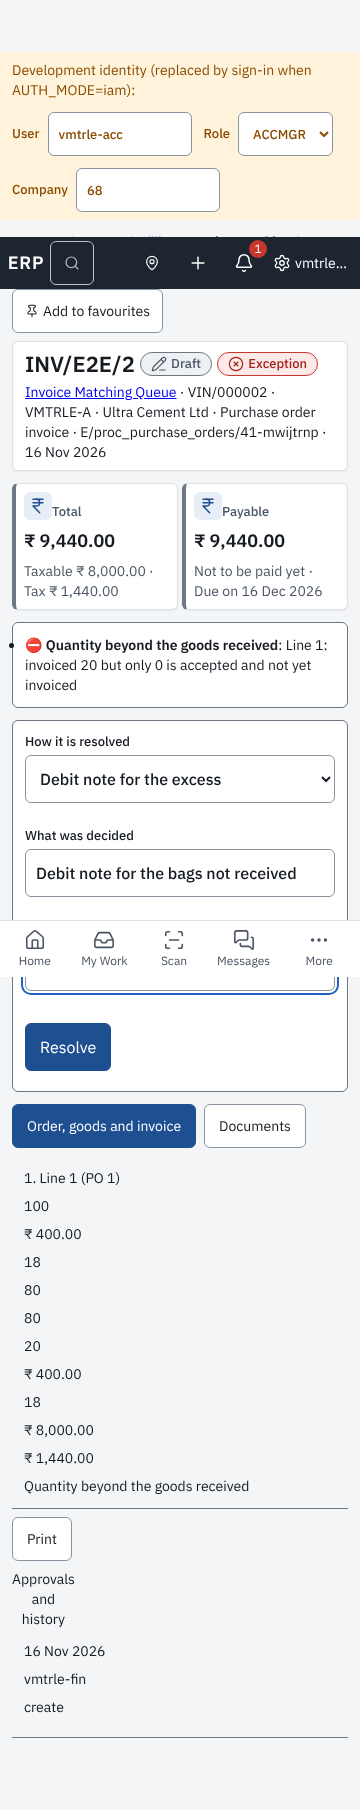 Development identity (replaced by sign-in when
AUTH_MODE=iam):
User vmtrle-acc Role ACCMGR
Company 68
ERP 1 vmtrle...
Add to favourites
INV/E2E/2 Draft Exception
Invoice Matching Queue · VIN/000002 ·
VMTRLE-A · Ultra Cement Ltd · Purchase order
invoice · E/proc_purchase_orders/41-mwijtrnp ·
16 Nov 2026
₹ Total
₹ 9,440.00
Taxable ₹ 8,000.00 ·
Tax ₹ 1,440.00
₹ Payable
₹ 9,440.00
Not to be paid yet ·
Due on 16 Dec 2026
Quantity beyond the goods received: Line 1:
invoiced 20 but only 0 is accepted and not yet
invoiced
How it is resolved
Debit note for the excess
What was decided
Debit note for the bags not received
Home My Work Scan Messages More
Resolve
Order, goods and invoice Documents
1. Line 1 (PO 1)
100
₹ 400.00
18
80
80
20
₹ 400.00
18
₹ 8,000.00
₹ 1,440.00
Quantity beyond the goods received
Print
Approvals
and
history
16 Nov 2026
vmtrle-fin
create